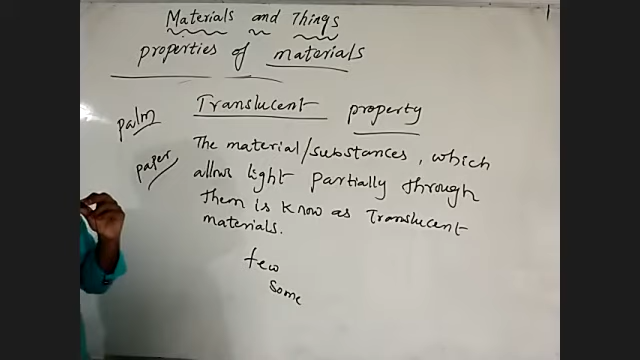 Materials and Things
properties of materials
Translucent property
palm
paper
The material/substances, which
allow light partially through
them is know as Translucent
materials.
few
some